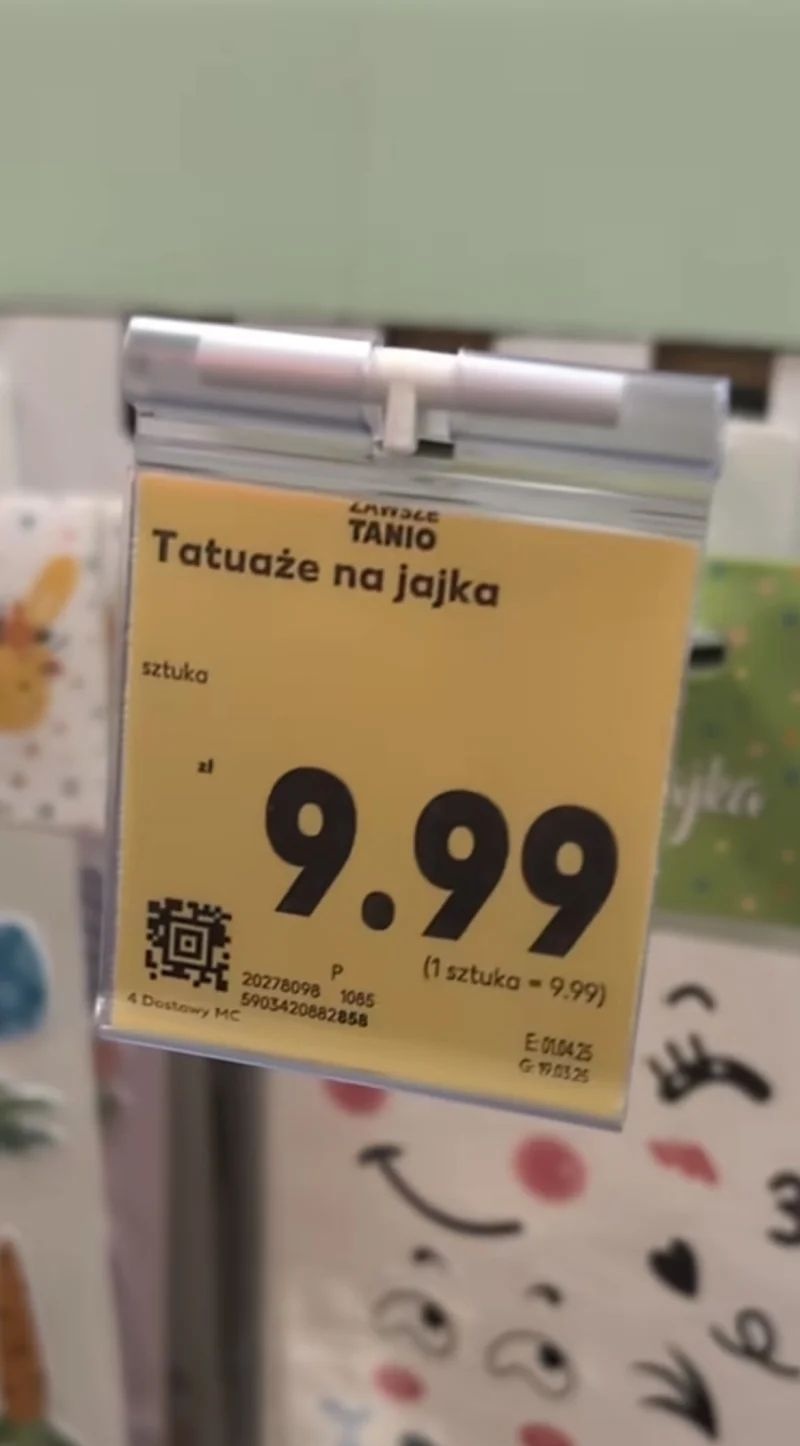 ZAWSZE
TANIO
Tatuaże na jajka
sztuka
zł
9.99
(1 sztuka = 9.99)
P
20278098 1085
5903420882858
4 Dostawy MC
E: 01.04.25
G: 19.03.25